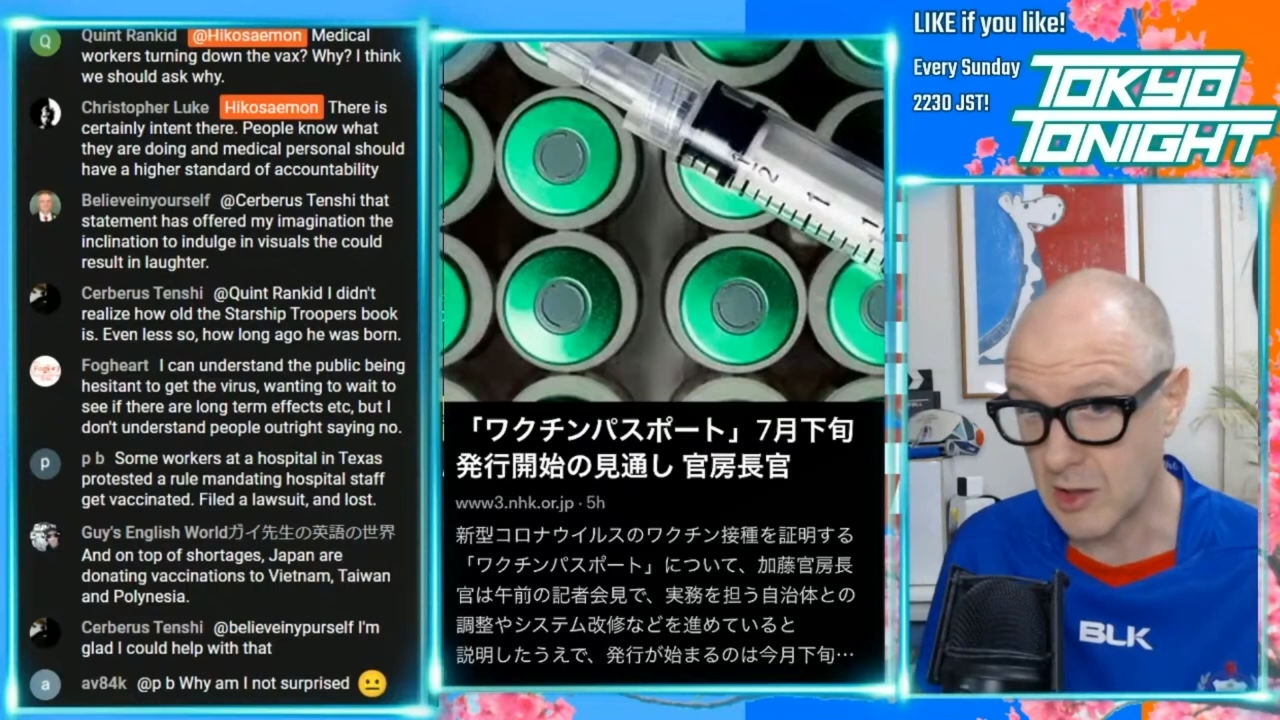 Quint Rankid @Hikosaemon Medical
workers turning down the vax? Why? I think
we should ask why.
Christopher Luke Hikosaemon There is
certainly intent there. People know what
they are doing and medical personal should
have a higher standard of accountability
Believeinyourself @Cerberus Tenshi that
statement has offered my imagination the
inclination to indulge in visuals the could
result in laughter.
Cerberus Tenshi @Quint Rankid I didn't
realize how old the Starship Troopers book
is. Even less so, how long ago he was born.
Fogheart I can understand the public being
hesitant to get the virus, wanting to wait to
see if there are long term effects etc, but I
don't understand people outright saying no.
p b Some workers at a hospital in Texas
protested a rule mandating hospital staff
get vaccinated. Filed a lawsuit, and lost.
Guy's English Worldガイ先生の英語の世界
And on top of shortages, Japan are
donating vaccinations to Vietnam, Taiwan
and Polynesia.
Cerberus Tenshi @believeinypurself I'm
glad I could help with that
av84k @p b Why am I not surprised 😐
Q
p
a
「ワクチンパスポート」7月下旬
発行開始の見通し 官房長官
www3.nhk.or.jp · 5h
新型コロナウイルスのワクチン接種を証明する
「ワクチンパスポート」について、加藤官房長
官は午前の記者会見で、実務を担う自治体との
調整やシステム改修などを進めていると
説明したうえで、発行が始まるのは今月下旬…
LIKE if you like!
Every Sunday
2230 JST!
TOKYO
TONIGHT
BLK